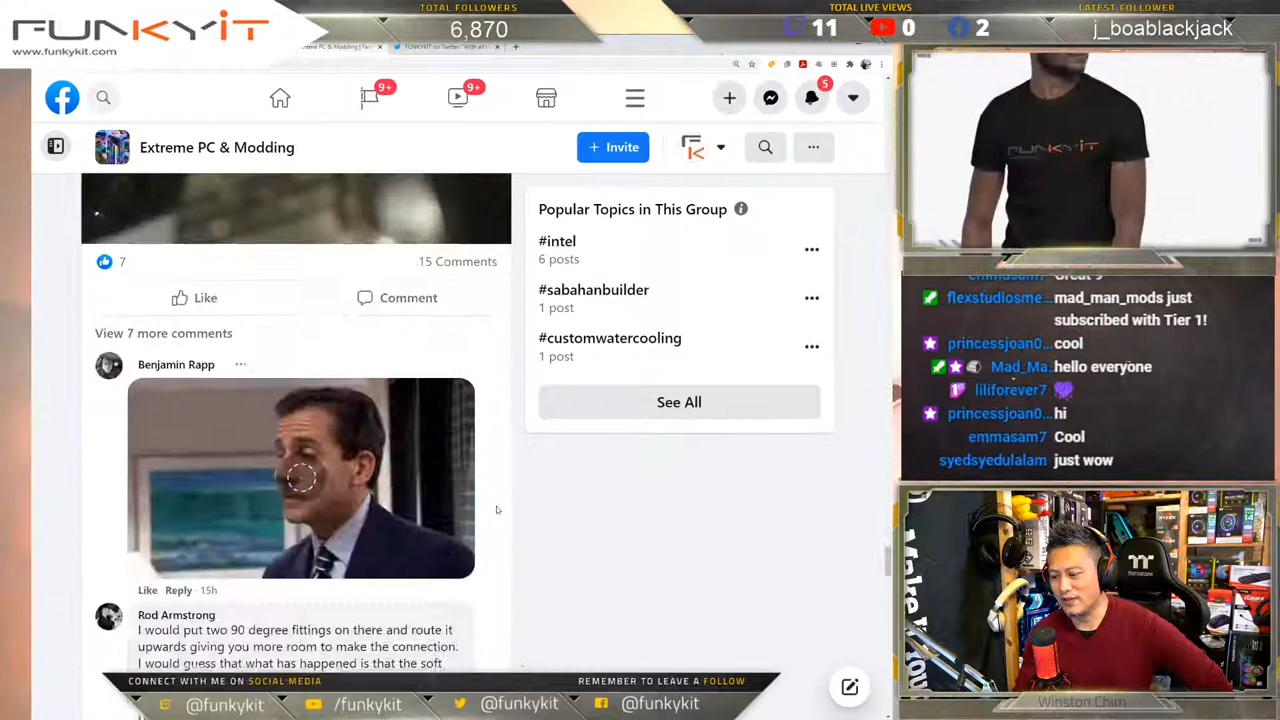 FUNKYIT
www.funkykit.com
TOTAL FOLLOWERS
6,870
TOTAL LIVE VIEWS
11
0
2
LATEST FOLLOWER
j_boablackjack
9+
9+
5
Extreme PC & Modding
+ Invite
7
15 Comments
Like
Comment
View 7 more comments
Benjamin Rapp
Like Reply · 15h
Rod Armstrong
I would put two 90 degree fittings on there and route it
upwards giving you more room to make the connection.
I would guess that what has happened is that the soft
Popular Topics in This Group
#intel
6 posts
#sabahanbuilder
1 post
#customwatercooling
1 post
See All
FUNKYIT
flexstudiosme... mad_man_mods just
subscribed with Tier 1!
princessjoan0... cool
Mad_Ma... hello everyone
liliforever7
princessjoan0... hi
emmasam7 Cool
syedsyedulalam just wow
CONNECT WITH ME ON SOCIAL MEDIA
REMEMBER TO LEAVE A FOLLOW
@funkykit
/funkykit
@funkykit
@funkykit
Winston Chim